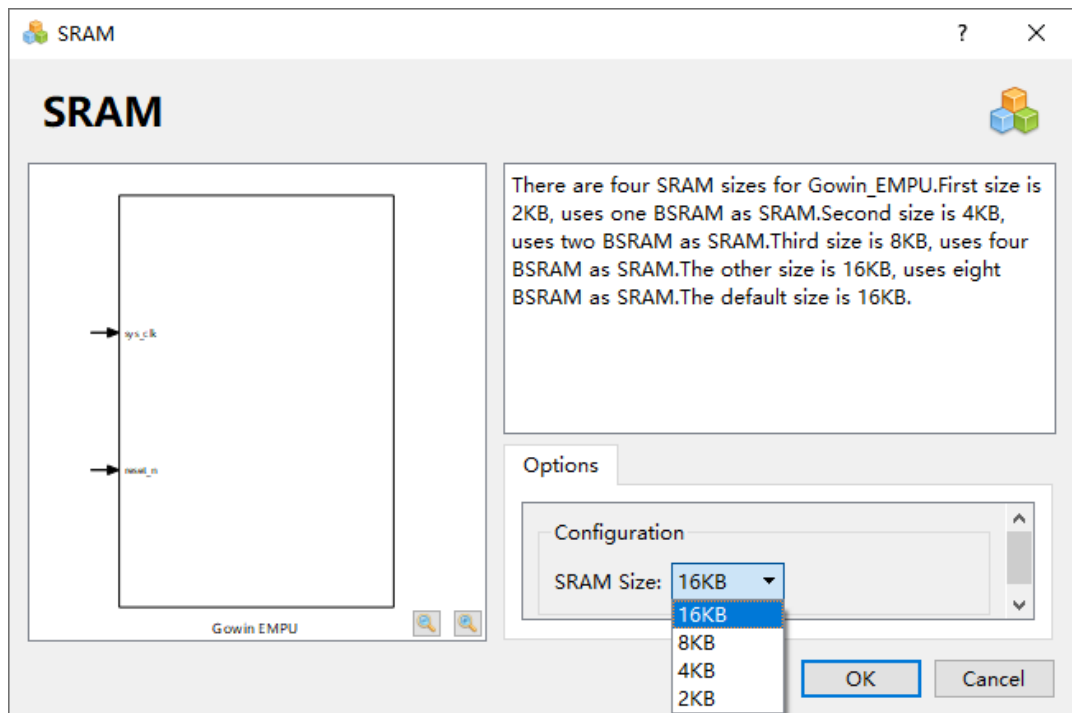 SRAM
?
SRAM
There are four SRAM sizes for Gowin_EMPU.First size is
2KB, uses one BSRAM as SRAM.Second size is 4KB,
uses two BSRAM as SRAM.Third size is 8KB, uses four
BSRAM as SRAM.The other size is 16KB, uses eight
BSRAM as SRAM.The default size is 16KB.
sys_clk
reset_n
Gowin EMPU
Options
Configuration
SRAM Size: 16KB
16KB
8KB
4KB
2KB
OK
Cancel